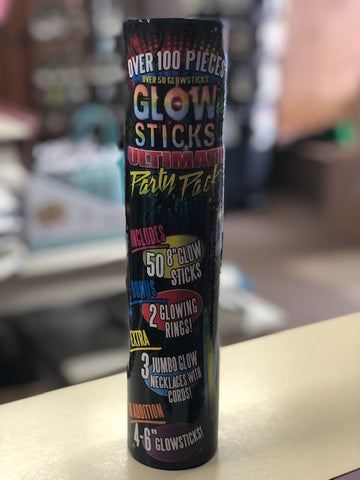 OVER 100 PIECES
OVER 50 GLOWSTICKS
GLOW
STICKS
ULTIMATE
Party Pack
INCLUDES
50 8" GLOW
STICKS
BONUS
2 GLOWING
RINGS!
EXTRA
3 JUMBO GLOW
NECKLACES WITH
CORDS!
IN ADDITION
4-6" GLOWSTICKS!